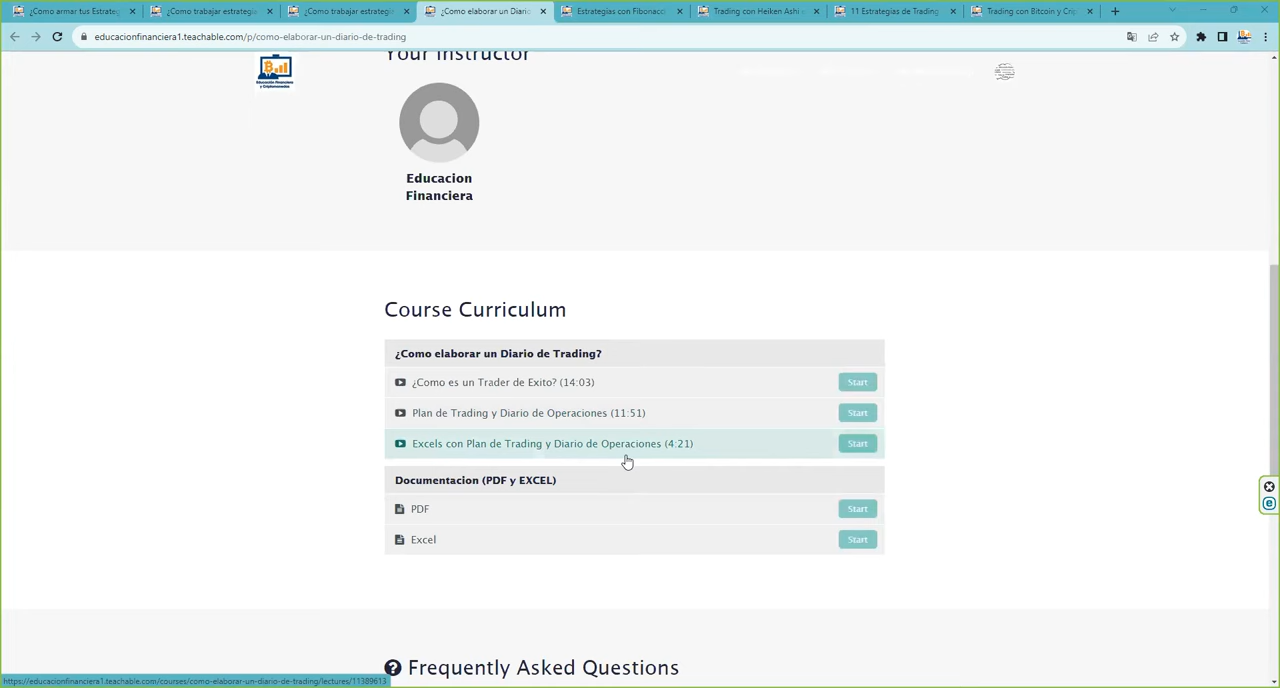 ¿Como armar tus Estrateg
¿Como trabajar estrategia
¿Como trabajar estrategi
¿Como elaborar un Diario
Estrategias con Fibonacci
Trading con Heiken Ashi
11 Estrategias de Trading
Trading con Bitcoin y Crip
educacionfinanciera1.teachable.com/p/como-elaborar-un-diario-de-trading
Your Instructor
Educación Financiera
y Criptomonedas
Educacion
Financiera
Course Curriculum
¿Como elaborar un Diario de Trading?
¿Como es un Trader de Exito? (14:03)
Start
Plan de Trading y Diario de Operaciones (11:51)
Start
Excels con Plan de Trading y Diario de Operaciones (4:21)
Start
Documentacion (PDF y EXCEL)
PDF
Start
Excel
Start
Frequently Asked Questions
https://educacionfinanciera1.teachable.com/courses/como-elaborar-un-diario-de-trading/lectures/11389613